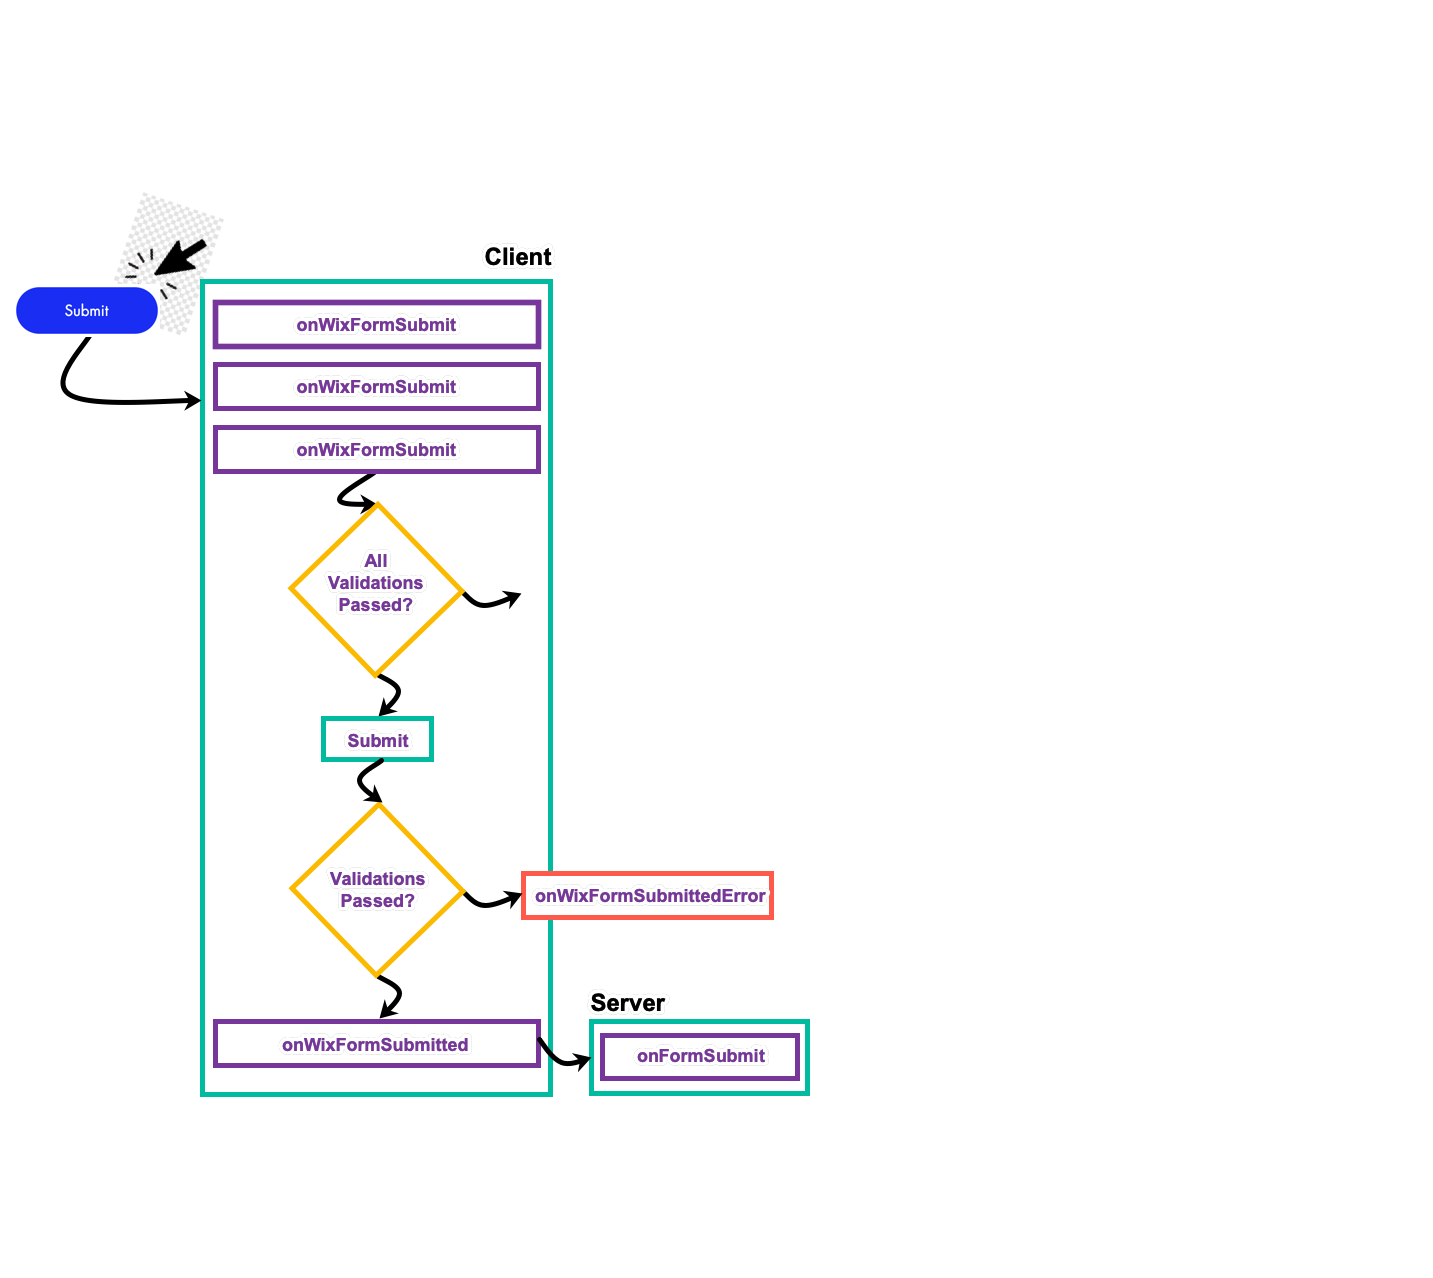 Client
Submit
onWixFormSubmit
onWixFormSubmit
onWixFormSubmit
All
Validations
Passed?
Submit
Validations
Passed?
onWixFormSubmittedError
Server
onWixFormSubmitted
onFormSubmit